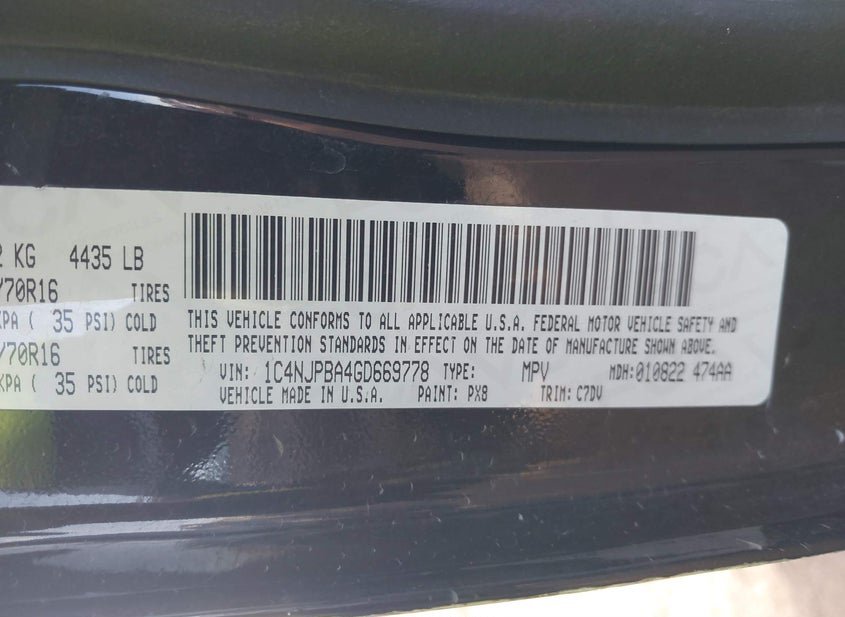 KG 4435 LB
/70R16 TIRES
KPA ( 35 PSI) COLD
/70R16 TIRES
KPA ( 35 PSI) COLD
THIS VEHICLE CONFORMS TO ALL APPLICABLE U.S.A. FEDERAL MOTOR VEHICLE SAFETY AND
THEFT PREVENTION STANDARDS IN EFFECT ON THE DATE OF MANUFACTURE SHOWN ABOVE.
VIN: 1C4NJPBA4GD669778 TYPE: MPV MDH:010822 474AA
VEHICLE MADE IN U.S.A. PAINT: PX8 TRIM: C7DV